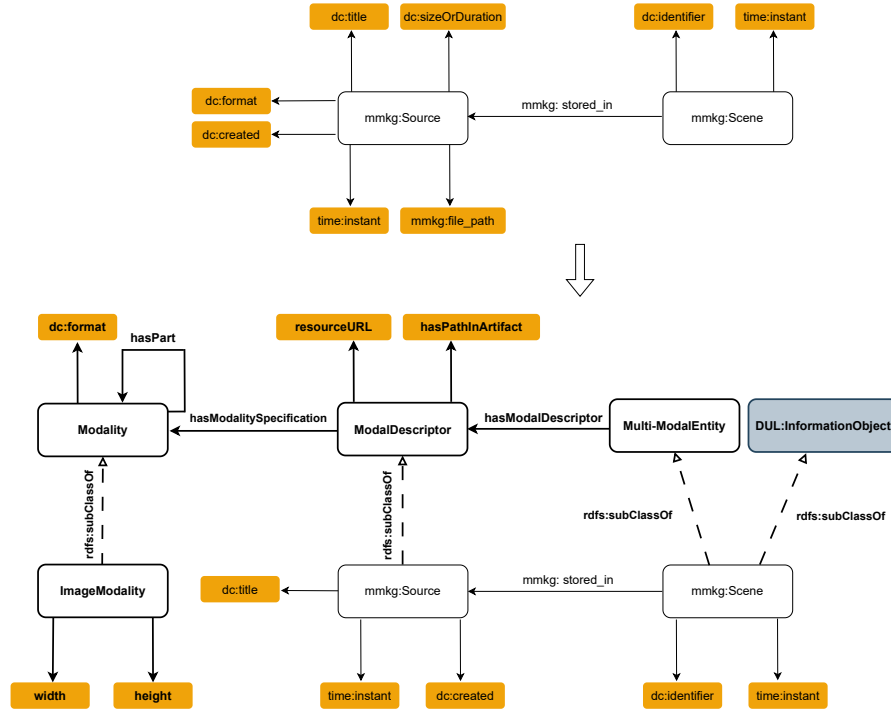 dc:title
dc:sizeOrDuration
dc:identifier
time:instant
dc:format
mmkg:Source
mmkg: stored_in
mmkg:Scene
dc:created
time:instant
mmkg:file_path
dc:format
resourceURL
hasPathInArtifact
hasPart
Modality
hasModalitySpecification
ModalDescriptor
hasModalDescriptor
Multi-ModalEntity
DUL:InformationObject
rdfs:subClassOf
rdfs:subClassOf
rdfs:subClassOf
rdfs:subClassOf
ImageModality
dc:title
mmkg:Source
mmkg: stored_in
mmkg:Scene
width
height
time:instant
dc:created
dc:identifier
time:instant